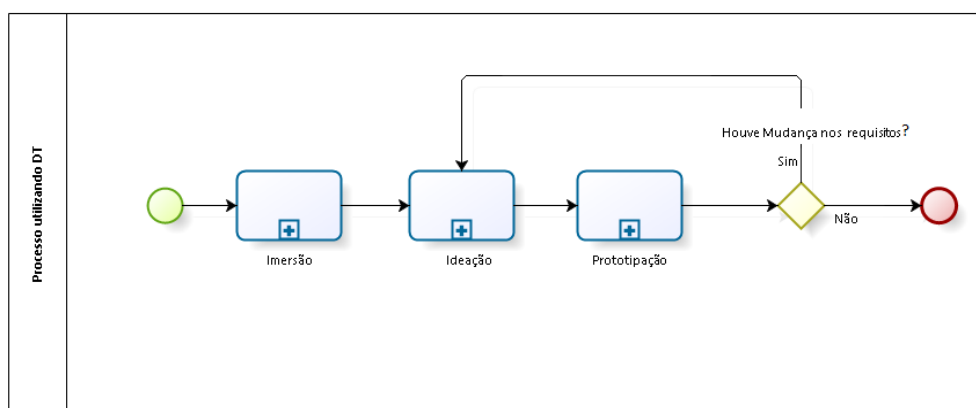 Processo utilizando DT
Houve Mudança nos requisitos?
Sim
Não
Imersão
Ideação
Prototipação